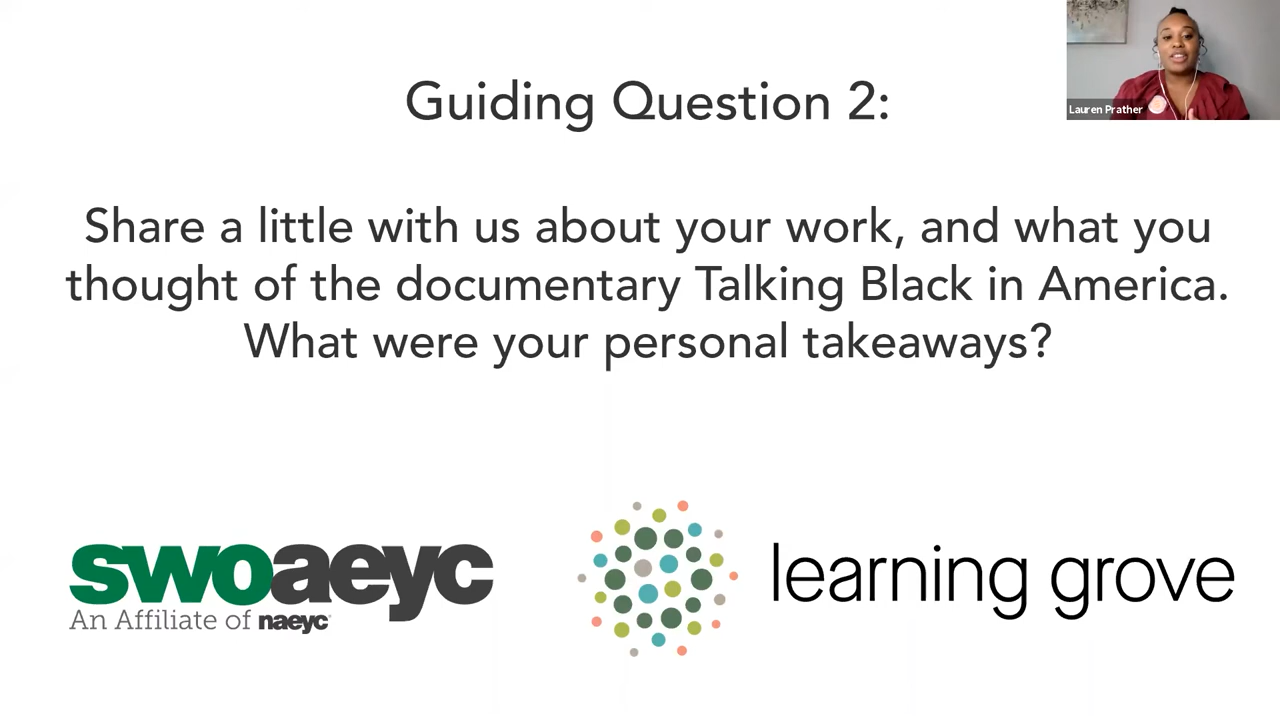 Guiding Question 2:
Lauren Prather
Share a little with us about your work, and what you
thought of the documentary Talking Black in America.
What were your personal takeaways?
swoaeyc
An Affiliate of naeyc
learning grove